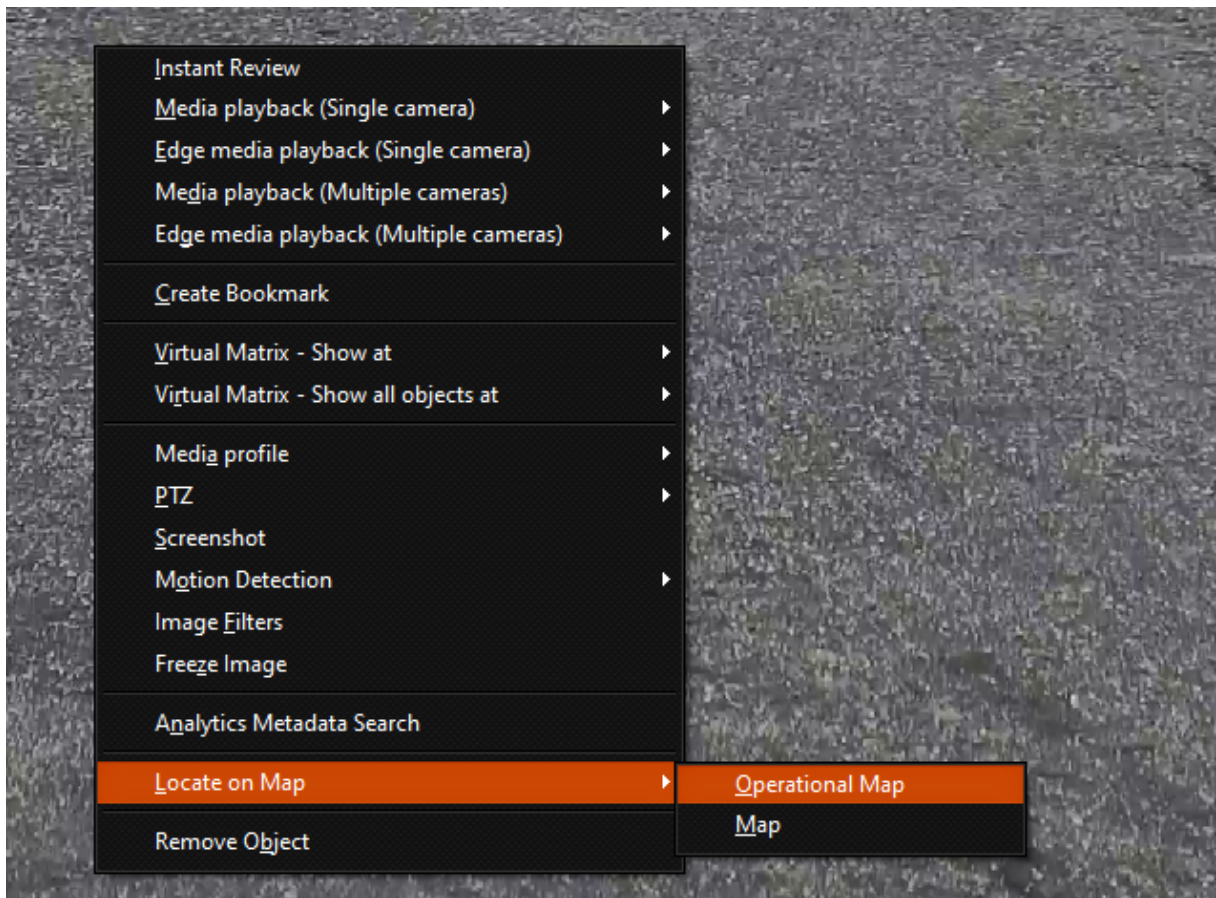 Instant Review
Media playback (Single camera)
Edge media playback (Single camera)
Media playback (Multiple cameras)
Edge media playback (Multiple cameras)
Create Bookmark
Virtual Matrix - Show at
Virtual Matrix - Show all objects at
Media profile
PTZ
Screenshot
Motion Detection
Image Filters
Freeze Image
Analytics Metadata Search
Locate on Map
Operational Map
Map
Remove Object